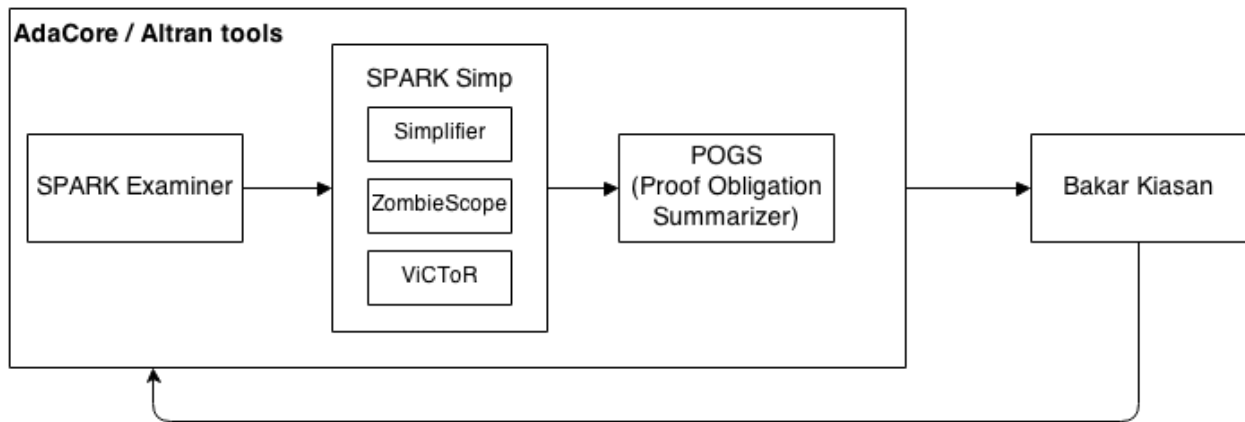 AdaCore / Altran tools
SPARK Examiner
SPARK Simp
Simplifier
ZombieScope
ViCToR
POGS
(Proof Obligation
Summarizer)
Bakar Kiasan